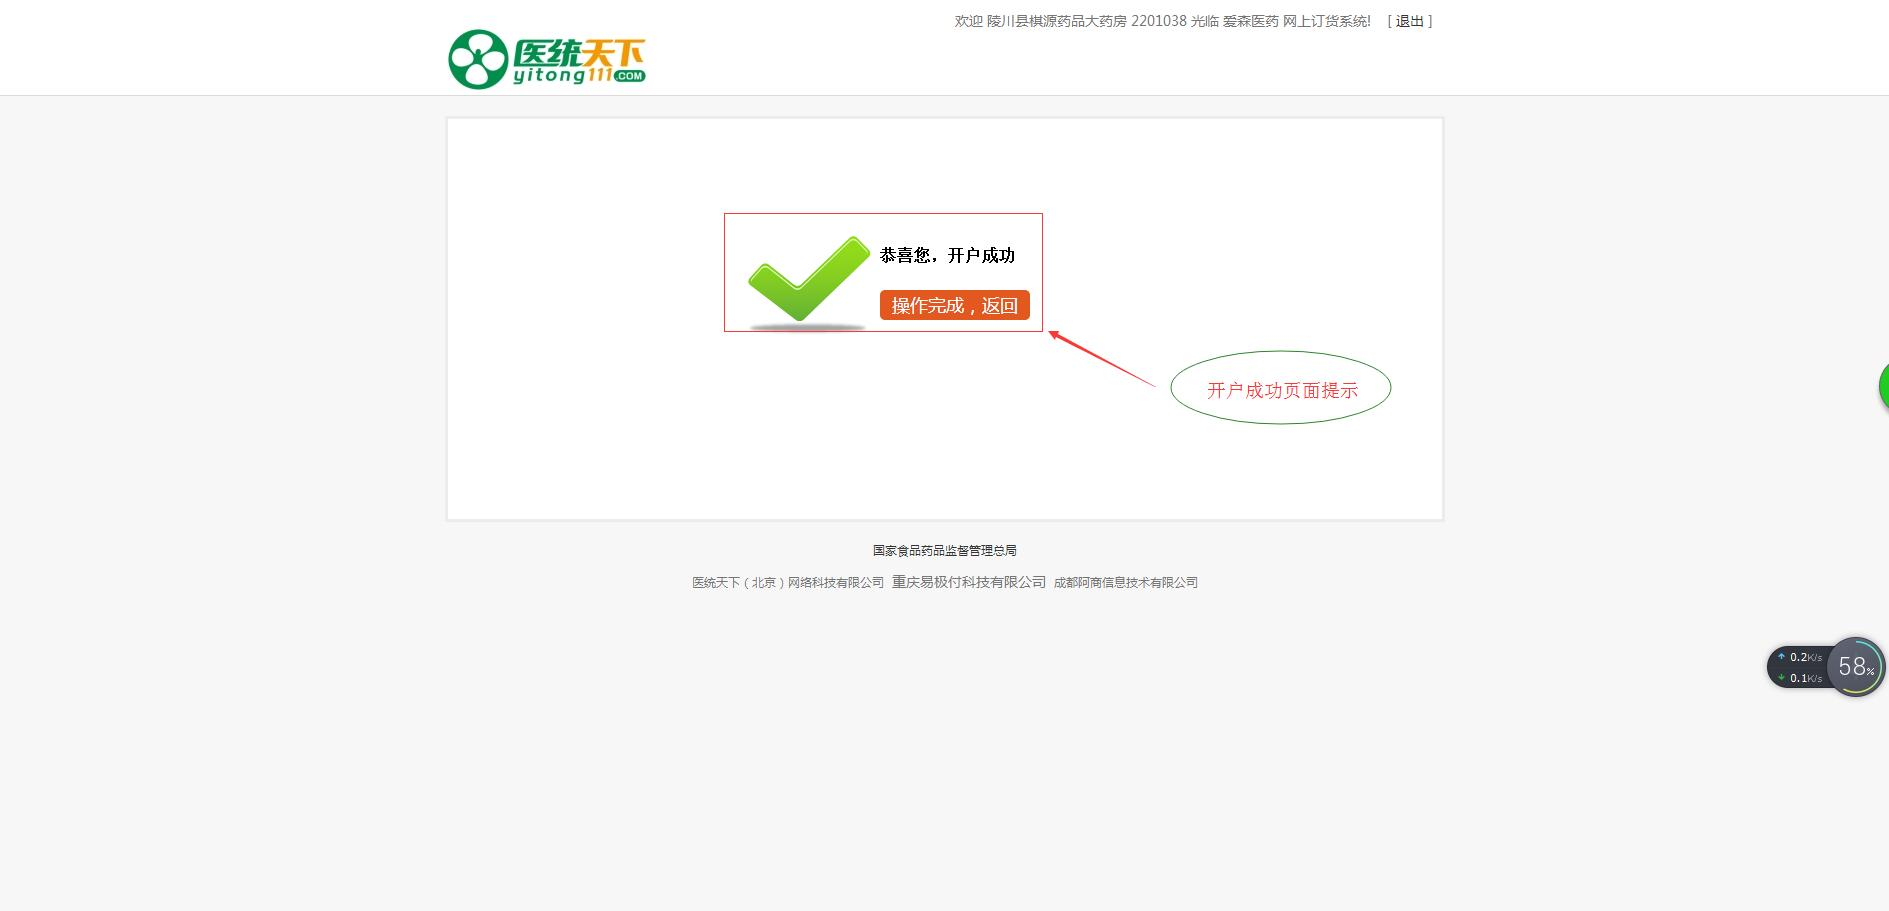 欢迎 陵川县棋源药品大药房 2201038 光临 爱森医药 网上订货系统! [ 退出 ]
医统天下
yitong111.COM
恭喜您，开户成功
操作完成，返回
开户成功页面提示
国家食品药品监督管理总局
医统天下（北京）网络科技有限公司 重庆易极付科技有限公司 成都阿商信息技术有限公司
0.2K/s
58%
0.1K/s